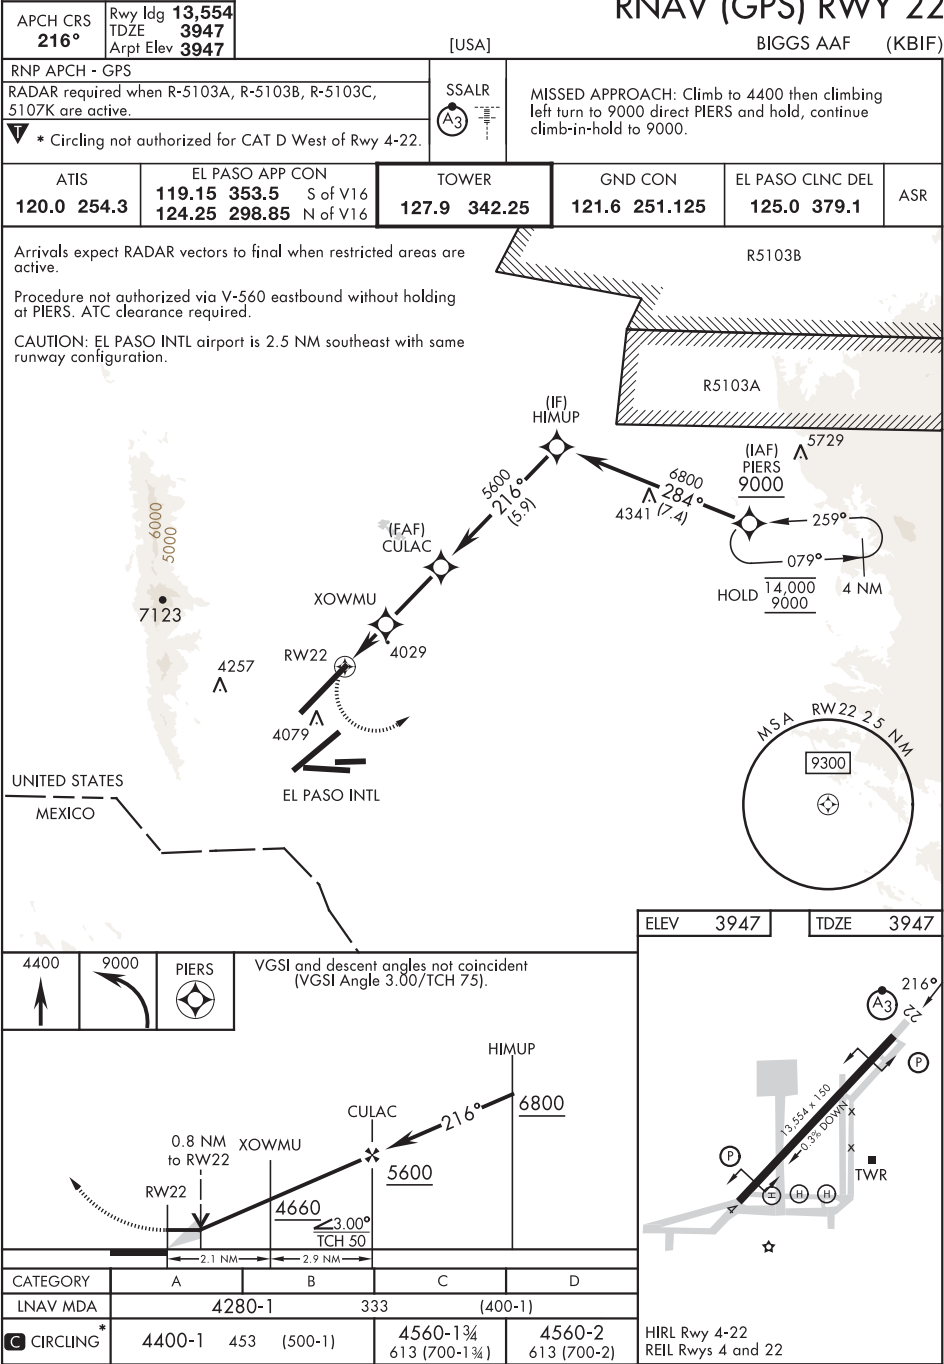 RNAV (GPS) RWY 22
APCH CRS
216°
Rwy ldg 13,554
TDZE 3947
Arpt Elev 3947
[USA]
BIGGS AAF (KBIF)
RNP APCH - GPS
RADAR required when R-5103A, R-5103B, R-5103C,
5107K are active.
T * Circling not authorized for CAT D West of Rwy 4-22.
SSALR
A3
MISSED APPROACH: Climb to 4400 then climbing
left turn to 9000 direct PIERS and hold, continue
climb-in-hold to 9000.
ATIS
120.0 254.3
EL PASO APP CON
119.15 353.5 S of V16
124.25 298.85 N of V16
TOWER
127.9 342.25
GND CON
121.6 251.125
EL PASO CLNC DEL
125.0 379.1
ASR
Arrivals expect RADAR vectors to final when restricted areas are
active.
Procedure not authorized via V-560 eastbound without holding
at PIERS. ATC clearance required.
CAUTION: EL PASO INTL airport is 2.5 NM southeast with same
runway configuration.
R5103B
R5103A
(IF)
HIMUP
5729
(IAF)
PIERS
9000
6800
284°
(7.4)
4341
5600
216°
(5.9)
259°
079°
HOLD 14,000
9000
4 NM
(FAF)
CULAC
6000
5000
7123
XOWMU
4029
RW22
4257
4079
EL PASO INTL
UNITED STATES
MEXICO
MSA RW22 25 NM
9300
ELEV 3947
TDZE 3947
4400
9000
PIERS
VGSI and descent angles not coincident
(VGSI Angle 3.00/TCH 75).
HIMUP
6800
216°
CULAC
5600
0.8 NM
to RW22
XOWMU
4660
RW22
V
3.00°
TCH 50
2.1 NM
2.9 NM
216°
A3
22
P
13,554 x 150
0.3% DOWN
X
X
TWR
P
4
H
H
H
HIRL Rwy 4-22
REIL Rwys 4 and 22
CATEGORY A B C D
LNAV MDA 4280-1 333 (400-1)
C CIRCLING * 4400-1 453 (500-1) 4560-1¾ 613 (700-1¾) 4560-2 613 (700-2)